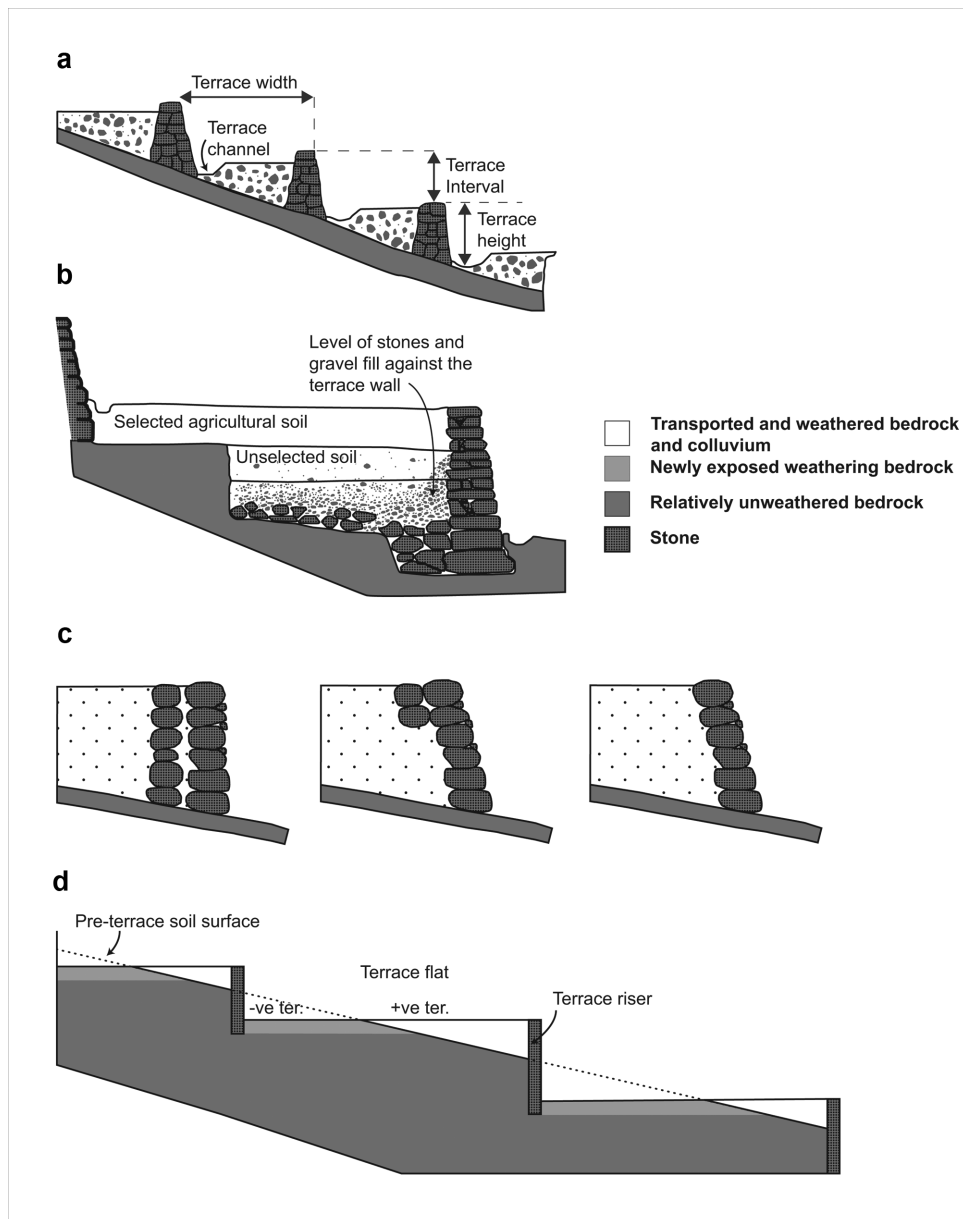 a
Terrace width
Terrace
channel
Terrace
Interval
Terrace
height
b
Level of stones and
gravel fill against the
terrace wall
Selected agricultural soil
Unselected soil
Transported and weathered bedrock
and colluvium
Newly exposed weathering bedrock
Relatively unweathered bedrock
Stone
c
d
Pre-terrace soil surface
Terrace flat
-ve ter.
+ve ter.
Terrace riser